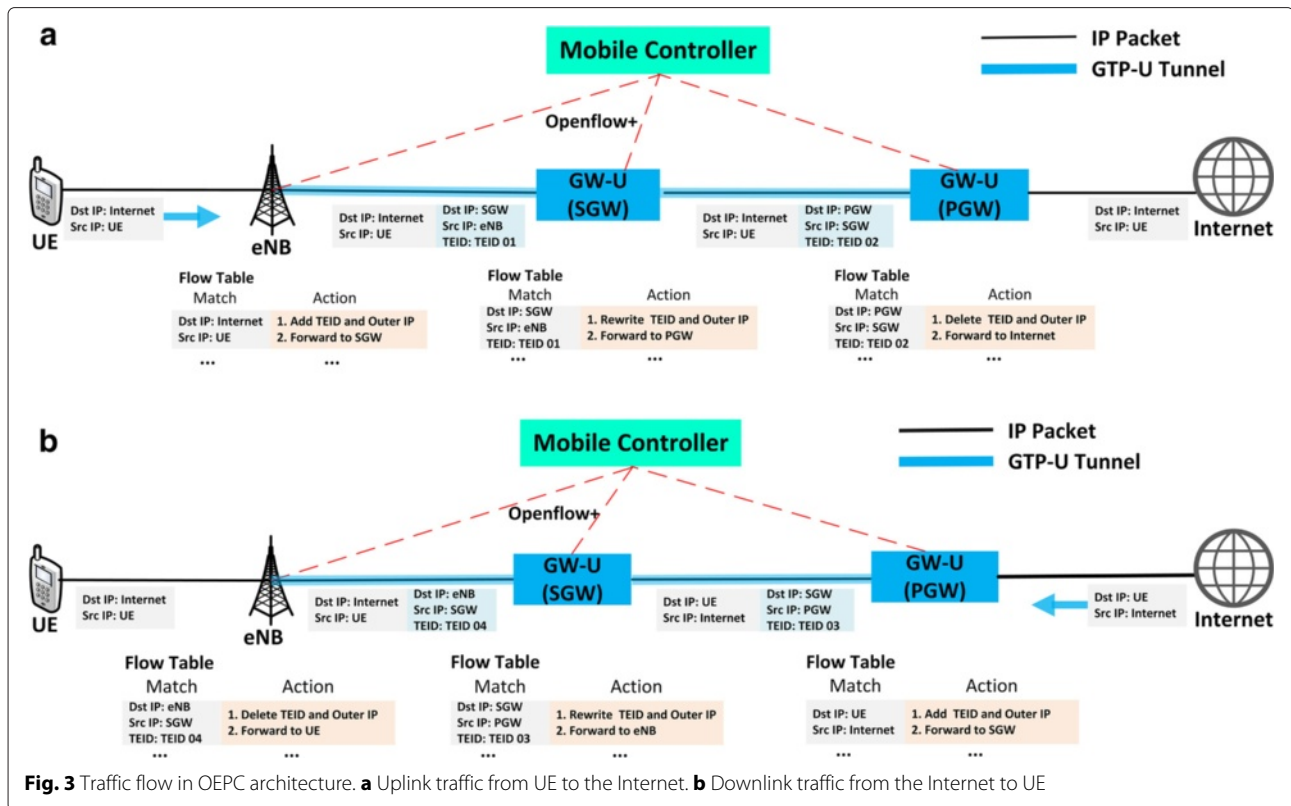 a
Mobile Controller
IP Packet
GTP-U Tunnel
Openflow+
GW-U
(SGW)
GW-U
(PGW)
UE
eNB
Internet
Dst IP: Internet
Src IP: UE
Dst IP: Internet
Src IP: UE
Dst IP: SGW
Src IP: eNB
TEID: TEID 01
Dst IP: Internet
Src IP: UE
Dst IP: PGW
Src IP: SGW
TEID: TEID 02
Dst IP: Internet
Src IP: UE
Flow Table
Match Action
Dst IP: Internet
Src IP: UE
1. Add TEID and Outer IP
2. Forward to SGW
... ...
Flow Table
Match Action
Dst IP: SGW
Src IP: eNB
TEID: TEID 01
1. Rewrite TEID and Outer IP
2. Forward to PGW
... ...
Flow Table
Match Action
Dst IP: PGW
Src IP: SGW
TEID: TEID 02
1. Delete TEID and Outer IP
2. Forward to Internet
... ...
b
Mobile Controller
IP Packet
GTP-U Tunnel
Openflow+
GW-U
(SGW)
GW-U
(PGW)
UE
eNB
Internet
Dst IP: Internet
Src IP: UE
Dst IP: Internet
Src IP: UE
Dst IP: eNB
Src IP: SGW
TEID: TEID 04
Dst IP: UE
Src IP: Internet
Dst IP: SGW
Src IP: PGW
TEID: TEID 03
Dst IP: UE
Src IP: Internet
Flow Table
Match Action
Dst IP: eNB
Src IP: SGW
TEID: TEID 04
1. Delete TEID and Outer IP
2. Forward to UE
... ...
Flow Table
Match Action
Dst IP: SGW
Src IP: PGW
TEID: TEID 03
1. Rewrite TEID and Outer IP
2. Forward to eNB
... ...
Flow Table
Match Action
Dst IP: UE
Src IP: Internet
1. Add TEID and Outer IP
2. Forward to SGW
... ...
Fig. 3 Traffic flow in OEPC architecture. a Uplink traffic from UE to the Internet. b Downlink traffic from the Internet to UE